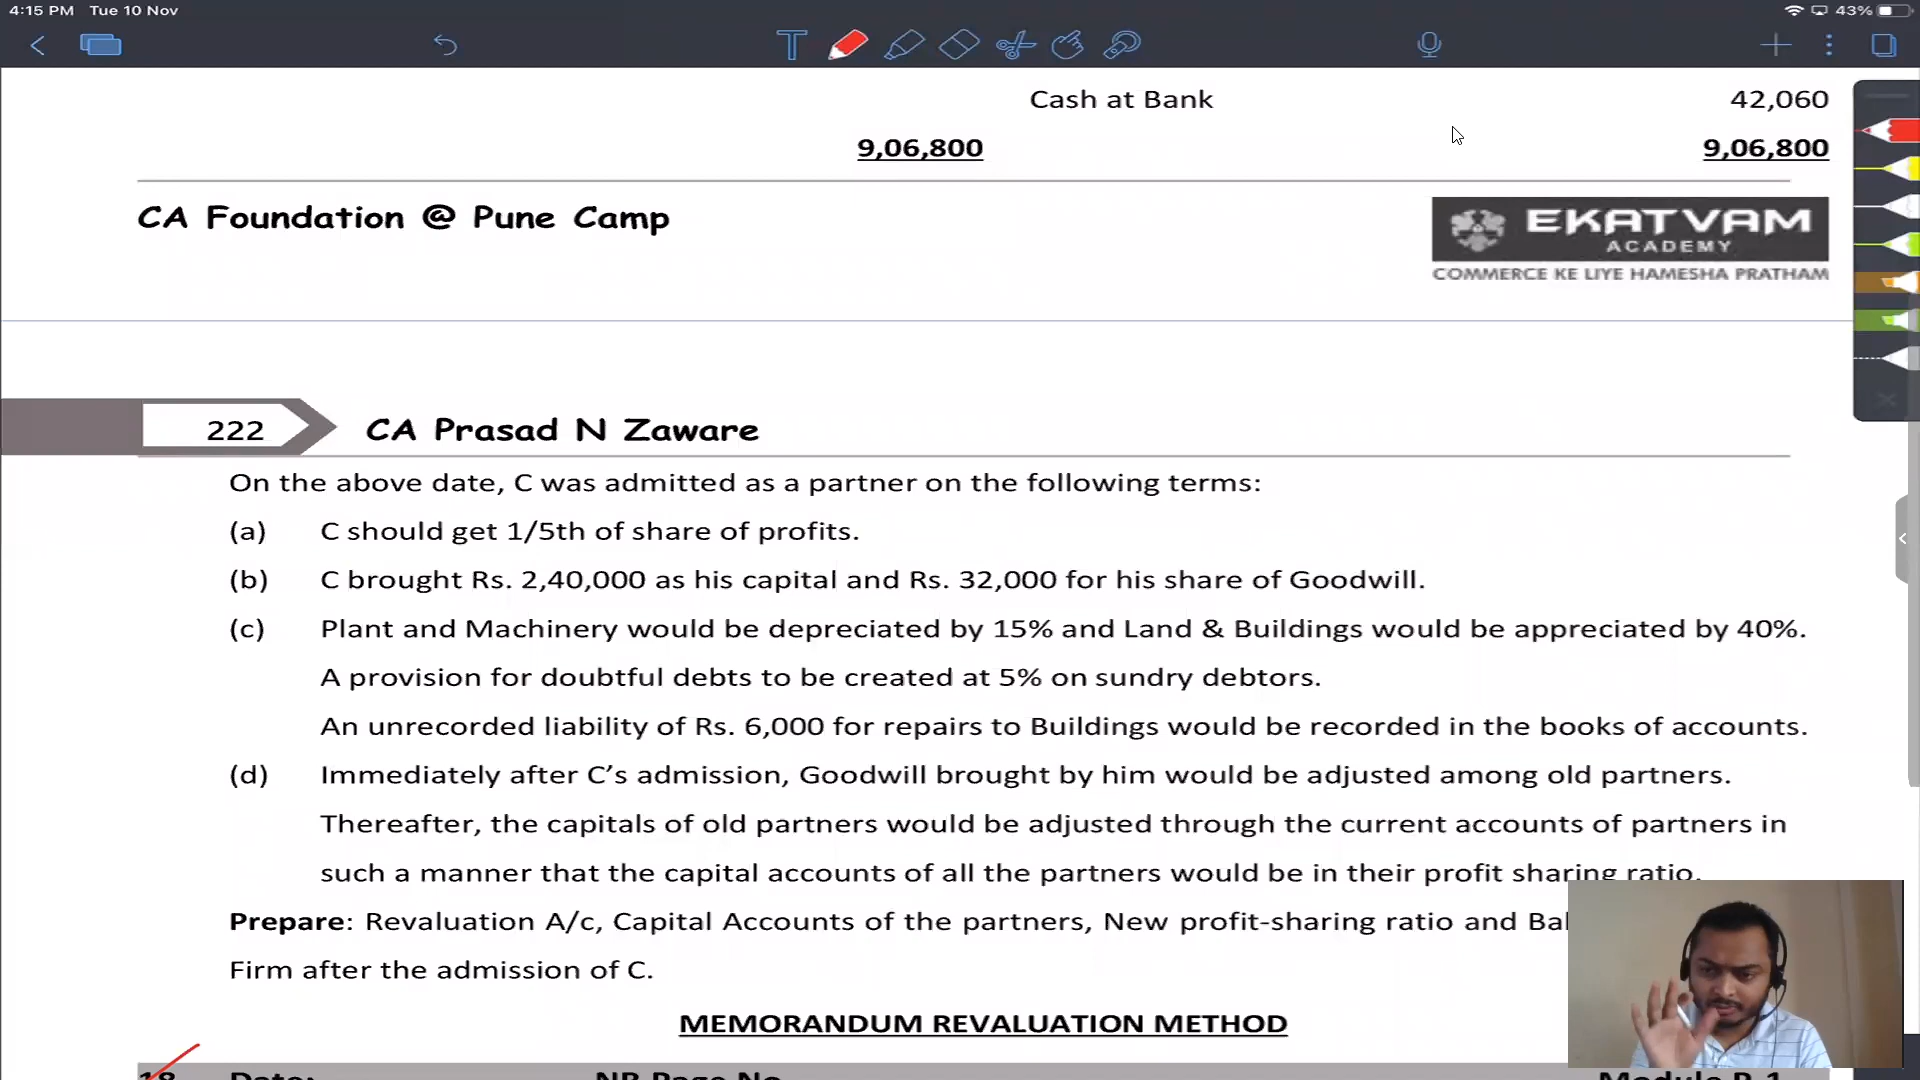 4:15 PM Tue 10 Nov
43%
Cash at Bank 42,060
9,06,800 9,06,800
CA Foundation @ Pune Camp
EKATVAM
ACADEMY
COMMERCE KE LIYE HAMESHA PRATHAM
222 CA Prasad N Zaware
On the above date, C was admitted as a partner on the following terms:
(a) C should get 1/5th of share of profits.
(b) C brought Rs. 2,40,000 as his capital and Rs. 32,000 for his share of Goodwill.
(c) Plant and Machinery would be depreciated by 15% and Land & Buildings would be appreciated by 40%.
A provision for doubtful debts to be created at 5% on sundry debtors.
An unrecorded liability of Rs. 6,000 for repairs to Buildings would be recorded in the books of accounts.
(d) Immediately after C’s admission, Goodwill brought by him would be adjusted among old partners.
Thereafter, the capitals of old partners would be adjusted through the current accounts of partners in
such a manner that the capital accounts of all the partners would be in their profit sharing ratio.
Prepare: Revaluation A/c, Capital Accounts of the partners, New profit-sharing ratio and
Firm after the admission of C.
MEMORANDUM REVALUATION METHOD
18 Date: NB Page No